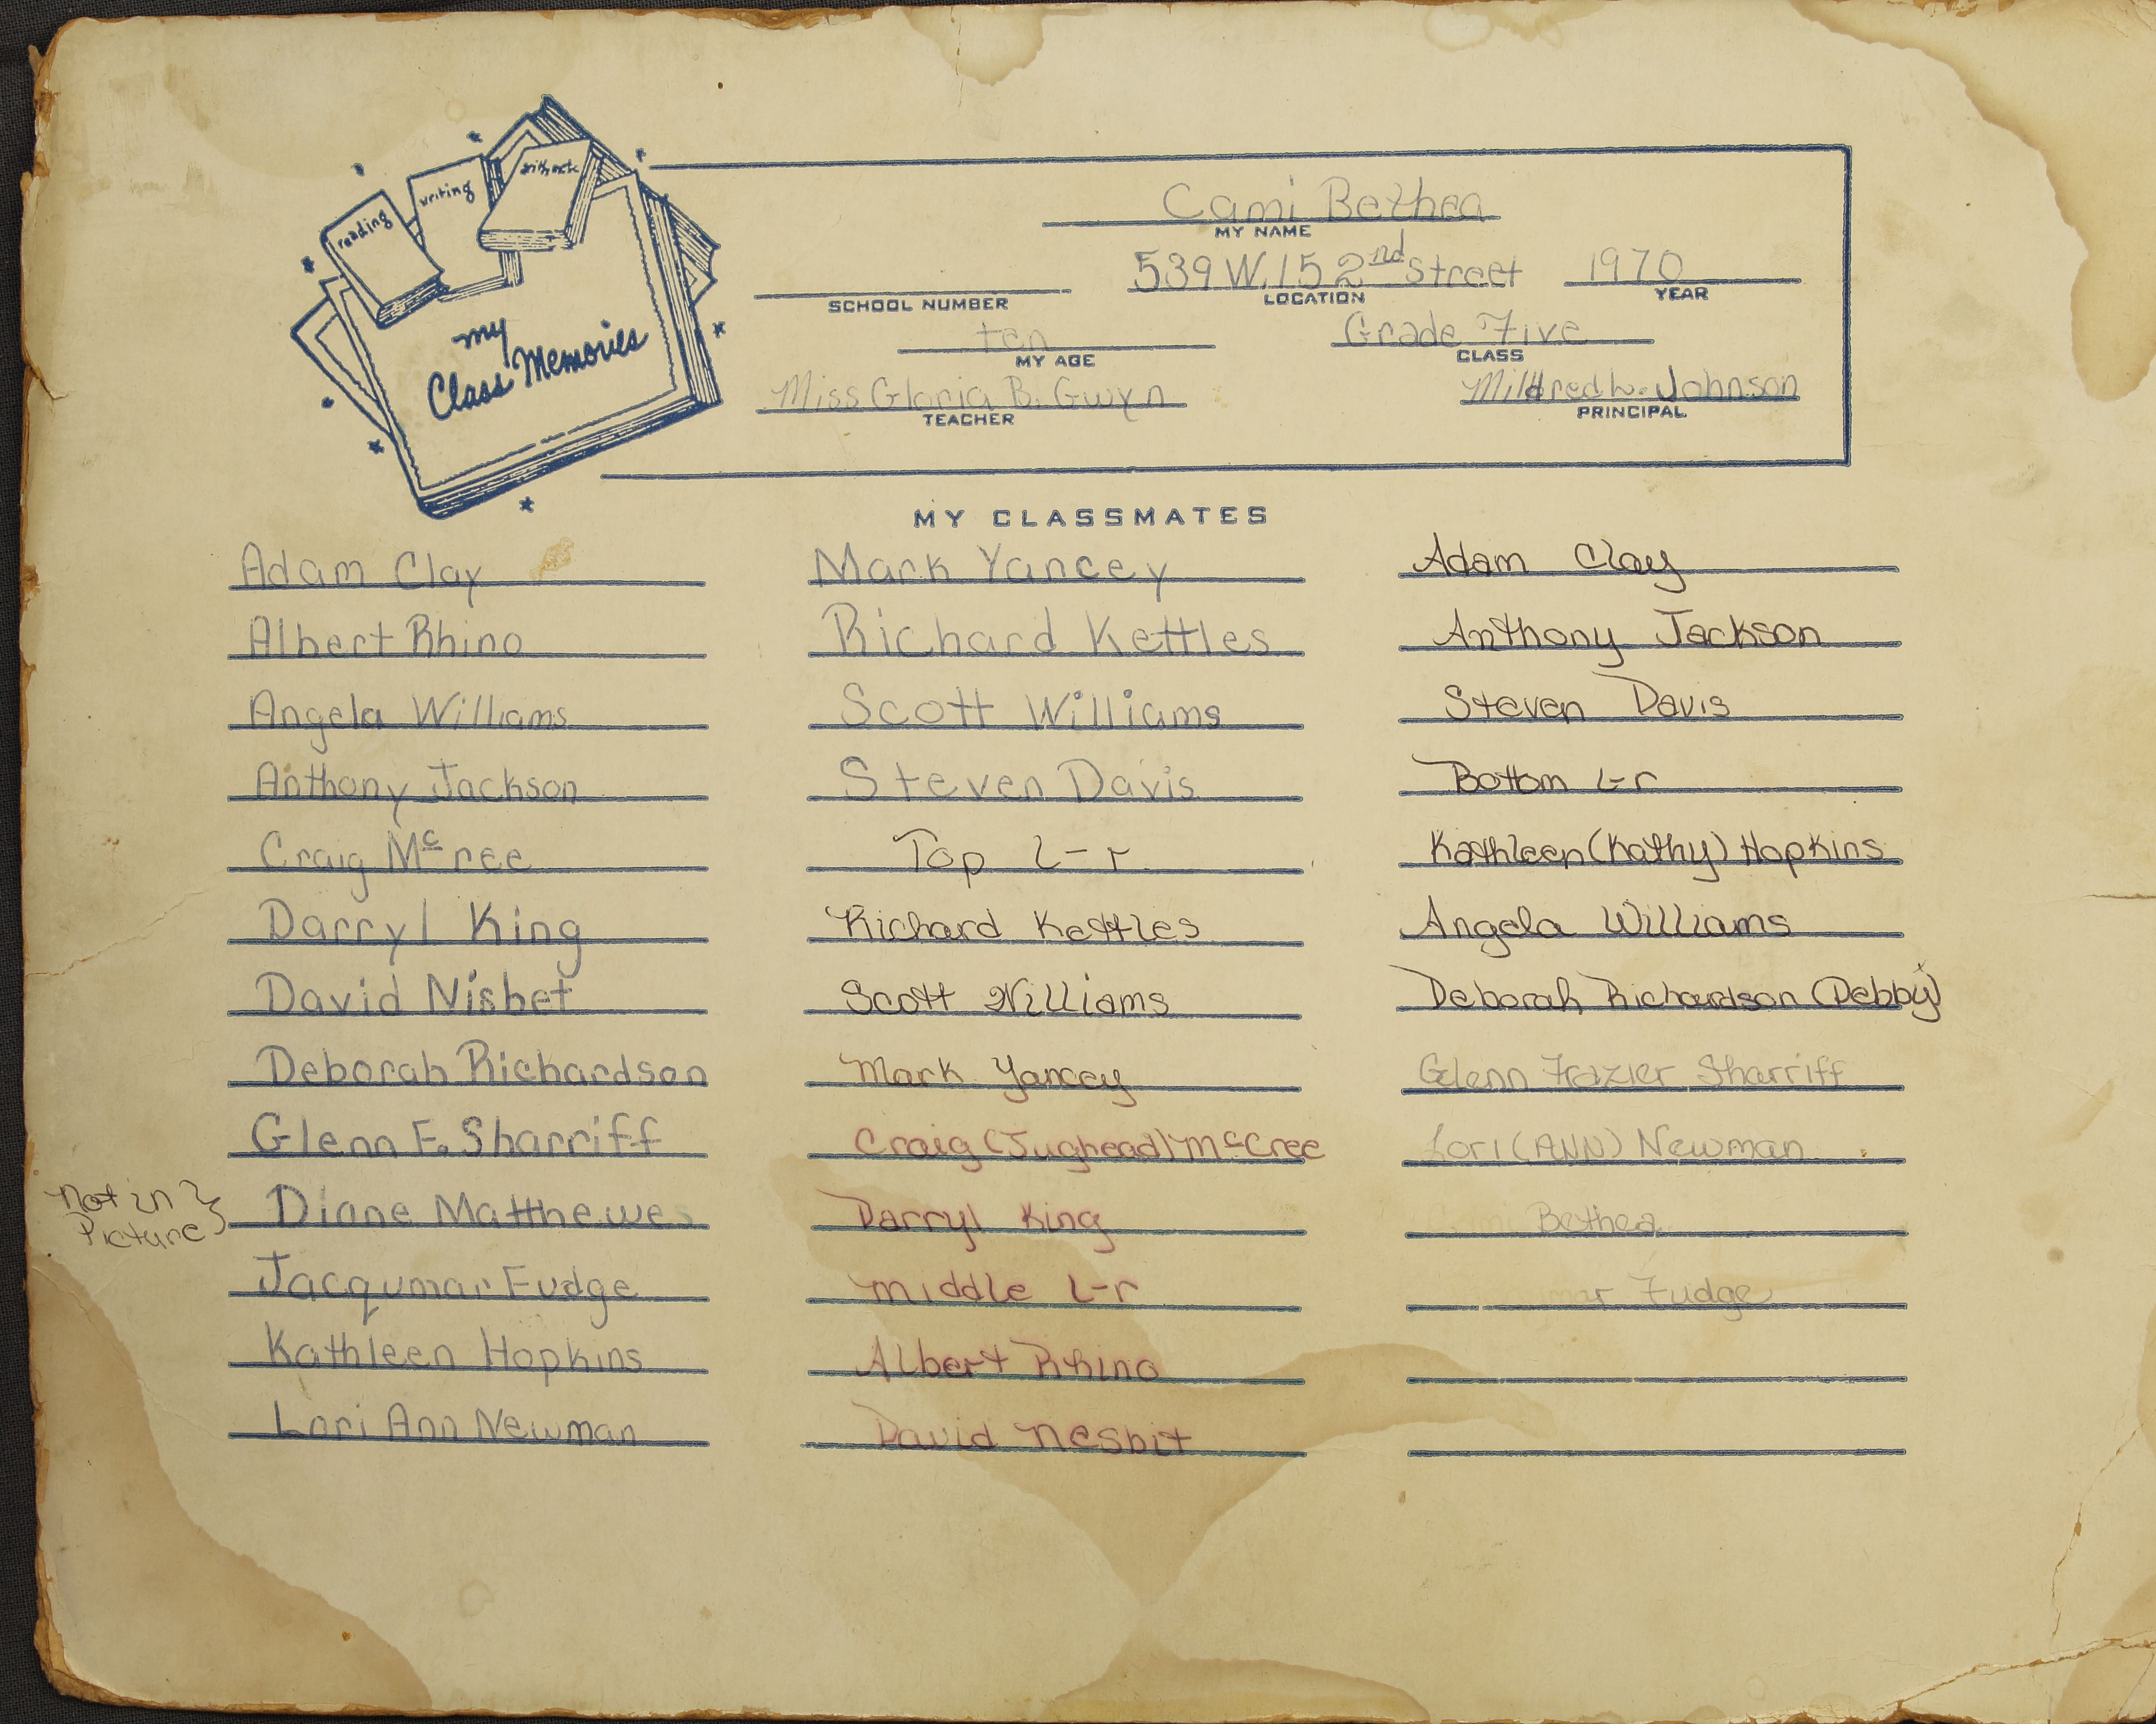 reading
writing
my
Class Memories
Cami Bethea
MY NAME
539 W. 152nd Street 1970
SCHOOL NUMBER LOCATION YEAR
ten Grade Five
MY AGE CLASS
Miss Gloria B. Gwyn Mildred L. Johnson
TEACHER PRINCIPAL
MY CLASSMATES
Adam Clay
Albert Rhino
Angela Williams
Anthony Jackson
Craig Mcree
Darryl King
David Nisbet
Deborah Richardson
Glenn F. Sharriff
Not in Picture} Diane Matthewes
Jacqumar Fudge
Kathleen Hopkins
Lori Ann Newman
Mark Yancey
Richard Kettles
Scott Williams
Steven Davis
Top L-r
Richard Kettles
Scott Williams
Mark Yancey
Craig (Jughead) McCree
Darryl King
Middle L-r
Albert Rhino
David Nesbit
Adam Clay
Anthony Jackson
Steven Davis
Bottom L-r
Kathleen (Kathy) Hopkins
Angela Williams
Deborah Richardson (Debby)
Glenn Frazier Sharriff
Lori (ANN) Newman
Cami Bethea
Fudge